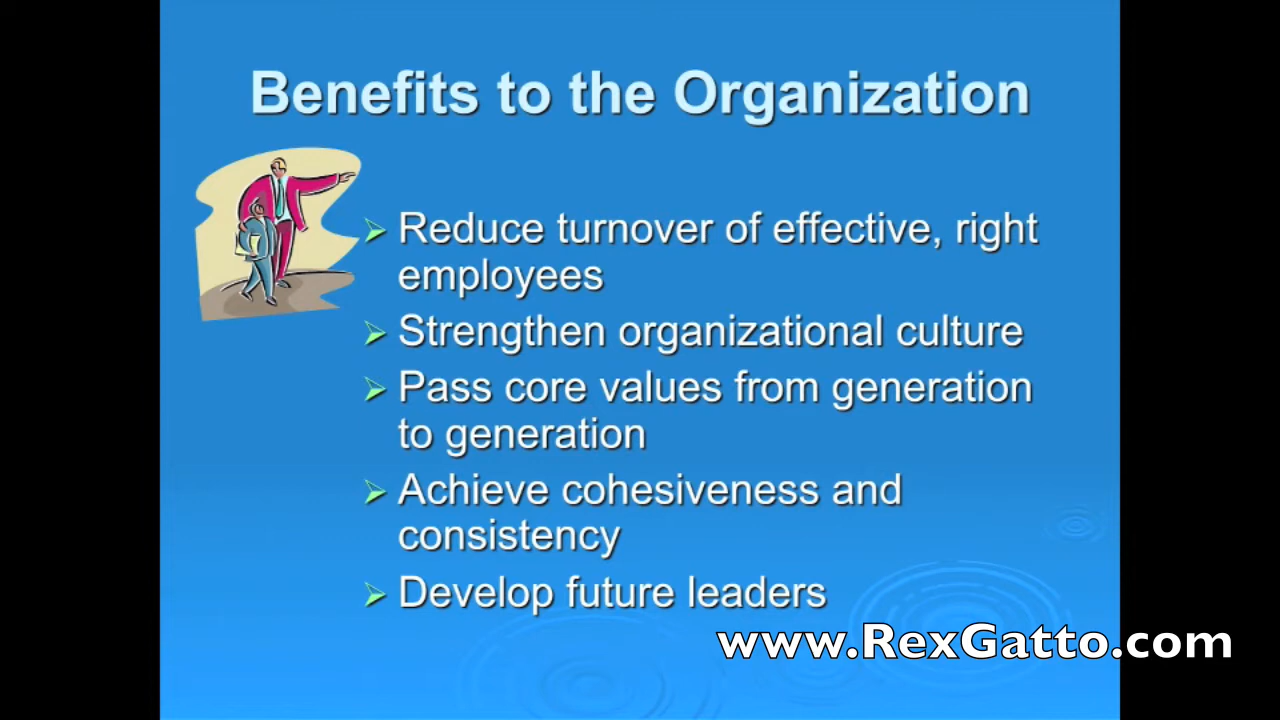 Benefits to the Organization
Reduce turnover of effective, right
employees
Strengthen organizational culture
Pass core values from generation
to generation
Achieve cohesiveness and
consistency
Develop future leaders
www.RexGatto.com